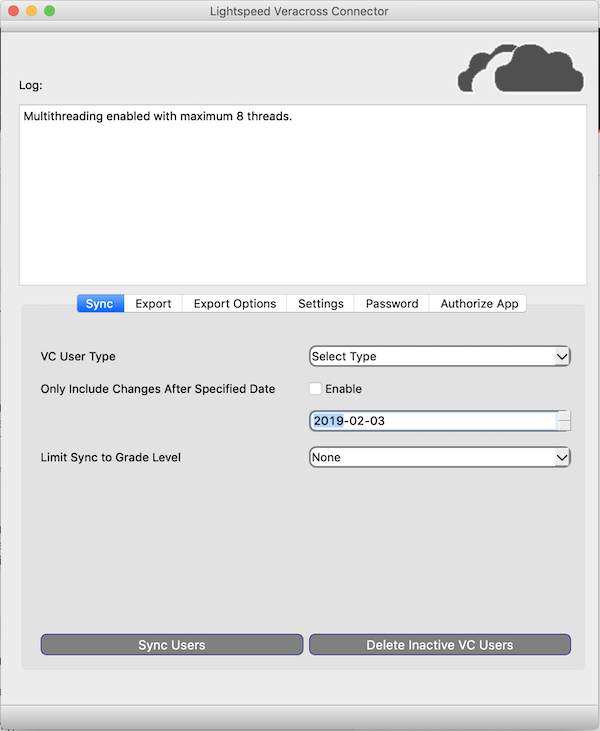 Lightspeed Veracross Connector
Log:
Multithreading enabled with maximum 8 threads.
Sync Export Export Options Settings Password Authorize App
VC User Type Select Type
Only Include Changes After Specified Date Enable
2019-02-03
Limit Sync to Grade Level None
Sync Users Delete Inactive VC Users